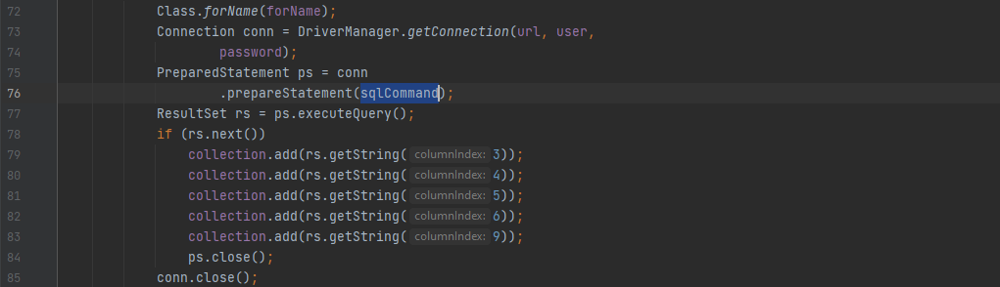 72 Class.forName(forName);
73 Connection conn = DriverManager.getConnection(url, user,
74 password);
75 PreparedStatement ps = conn
76 .prepareStatement(sqlCommand);
77 ResultSet rs = ps.executeQuery();
78 if (rs.next())
79 collection.add(rs.getString( columnIndex: 3));
80 collection.add(rs.getString( columnIndex: 4));
81 collection.add(rs.getString( columnIndex: 5));
82 collection.add(rs.getString( columnIndex: 6));
83 collection.add(rs.getString( columnIndex: 9));
84 ps.close();
85 conn.close();